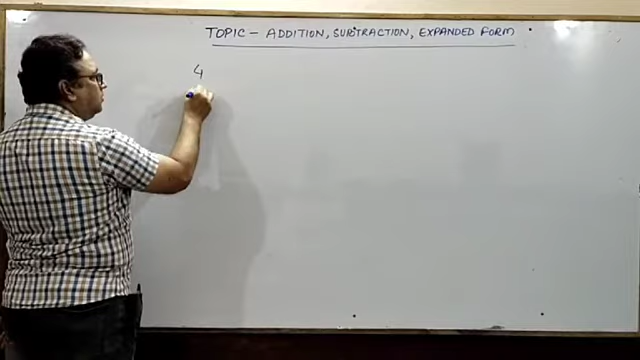 TOPIC - ADDITION, SUBTRACTION, EXPANDED FORM
4